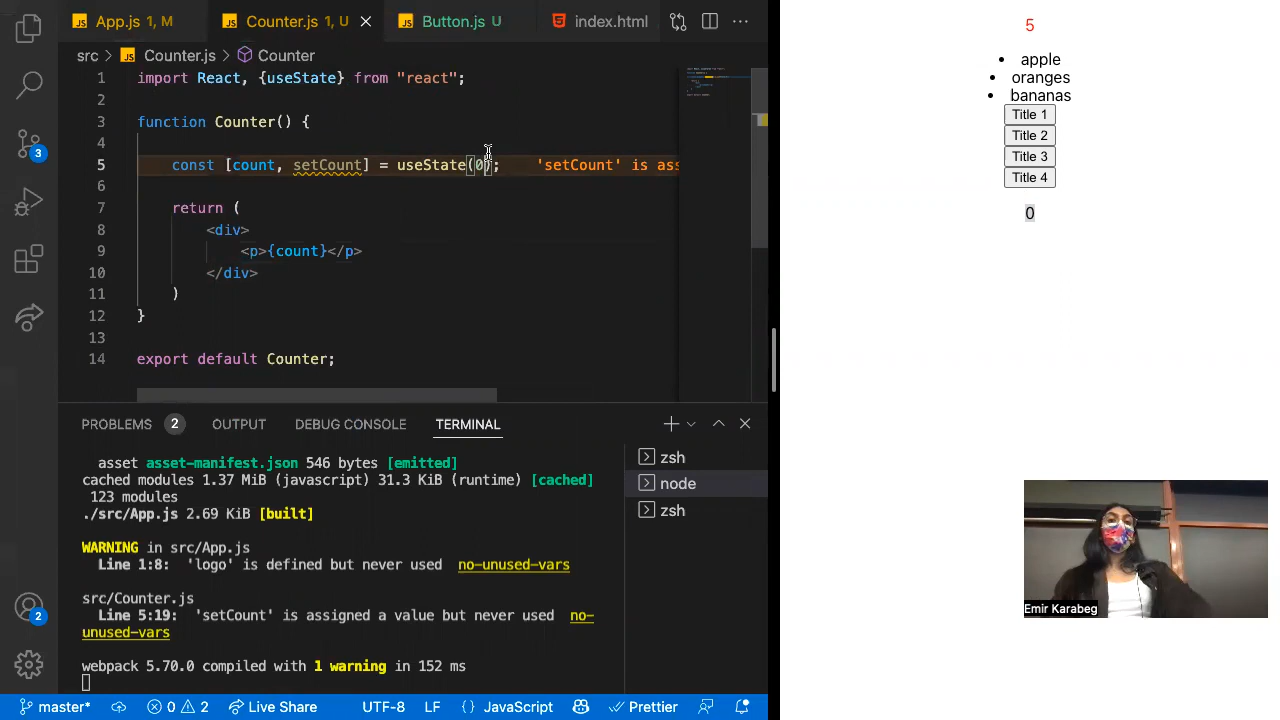 App.js 1, M
Counter.js 1, U
Button.js U
index.html
src > Counter.js > Counter
1 import React, {useState} from "react";
2
3 function Counter() {
4
5 const [count, setCount] = useState(0); 'setCount' is ass
6
7 return (
8 <div>
9 <p>{count}</p>
10 </div>
11 )
12 }
13
14 export default Counter;
PROBLEMS 2 OUTPUT DEBUG CONSOLE TERMINAL
asset asset-manifest.json 546 bytes [emitted]
cached modules 1.37 MiB (javascript) 31.3 KiB (runtime) [cached]
123 modules
./src/App.js 2.69 KiB [built]
WARNING in src/App.js
Line 1:8: 'logo' is defined but never used no-unused-vars
src/Counter.js
Line 5:19: 'setCount' is assigned a value but never used no-
unused-vars
webpack 5.70.0 compiled with 1 warning in 152 ms
zsh
node
zsh
3
2
master* 0 2 Live Share UTF-8 LF {} JavaScript Prettier
5
• apple
• oranges
• bananas
Title 1
Title 2
Title 3
Title 4
0
Emir Karabeg